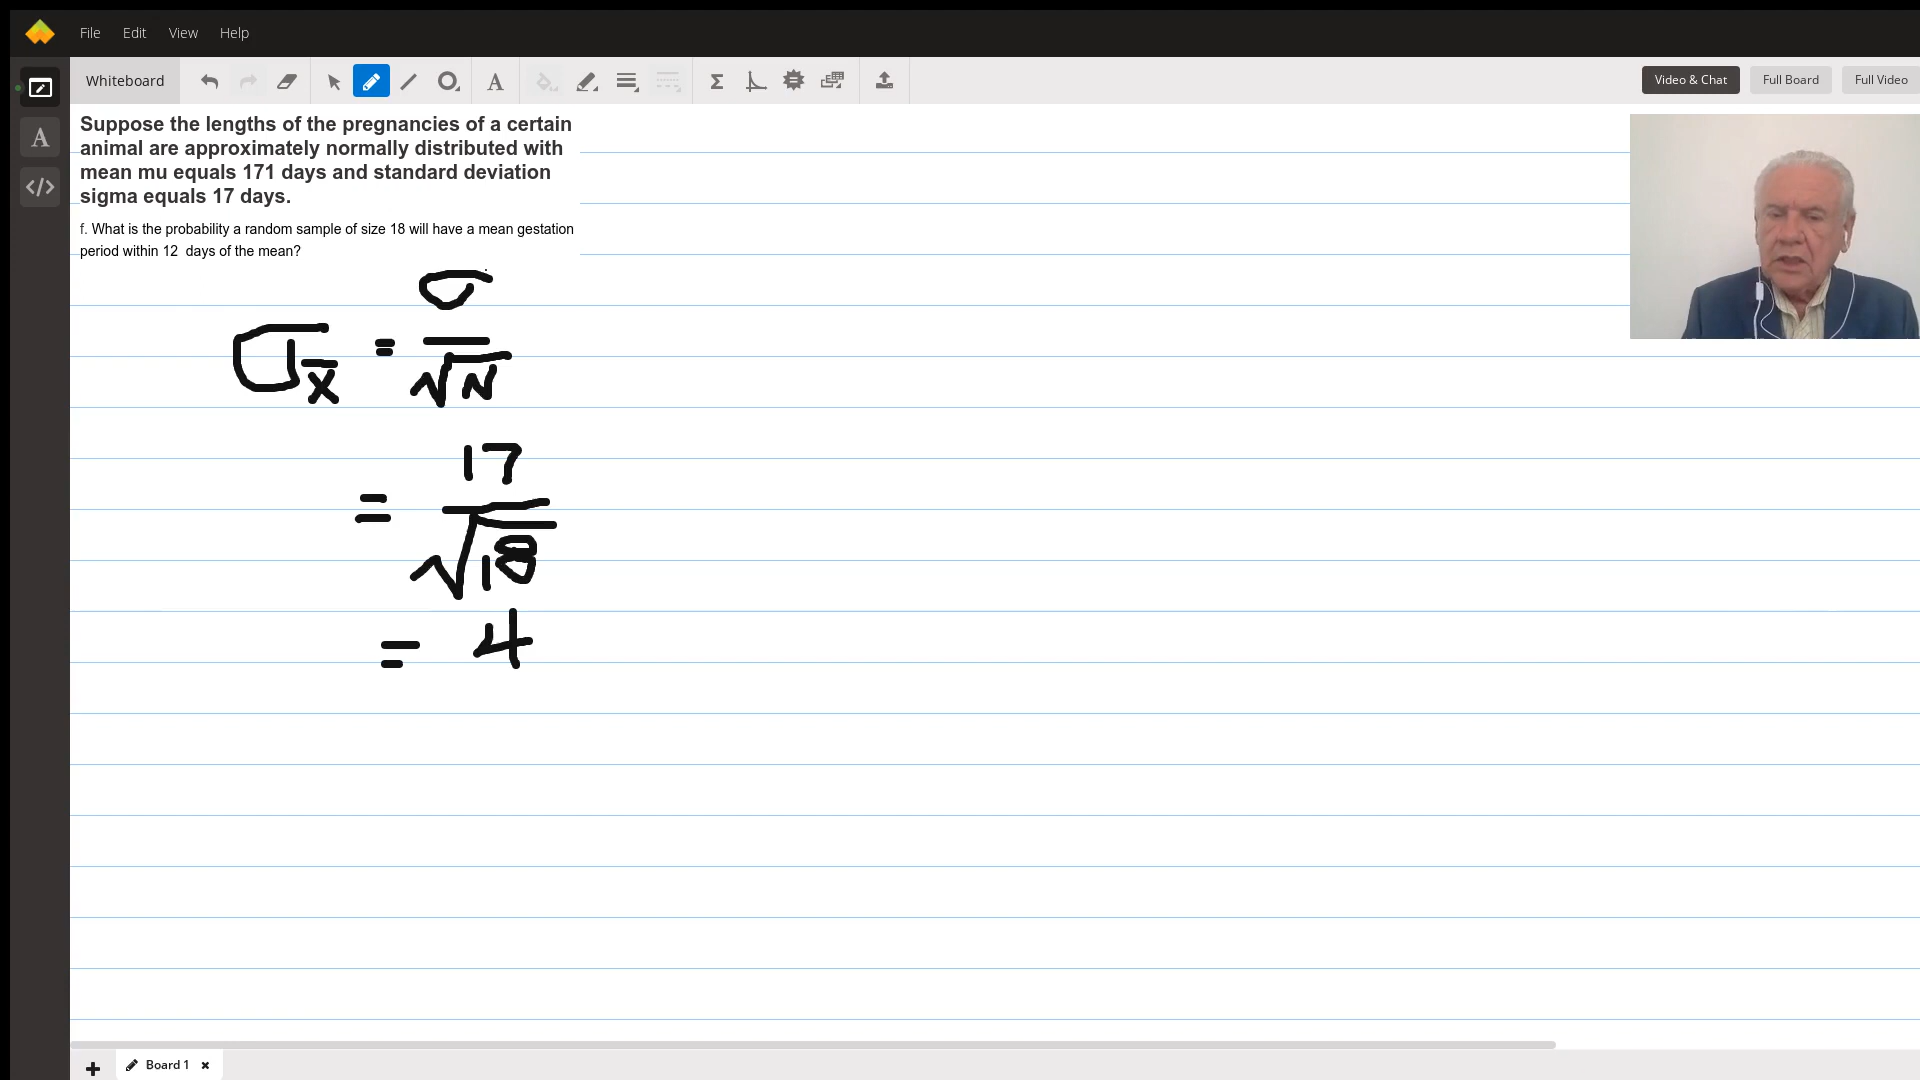 File Edit View Help
Whiteboard A Σ Video & Chat Full Board Full Video
A
</>
Suppose the lengths of the pregnancies of a certain
animal are approximately normally distributed with
mean mu equals 171 days and standard deviation
sigma equals 17 days.
f. What is the probability a random sample of size 18 will have a mean gestation
period within 12 days of the mean?
σ
σx̄ = ―
√N
17
= ―
√18
= 4
Board 1